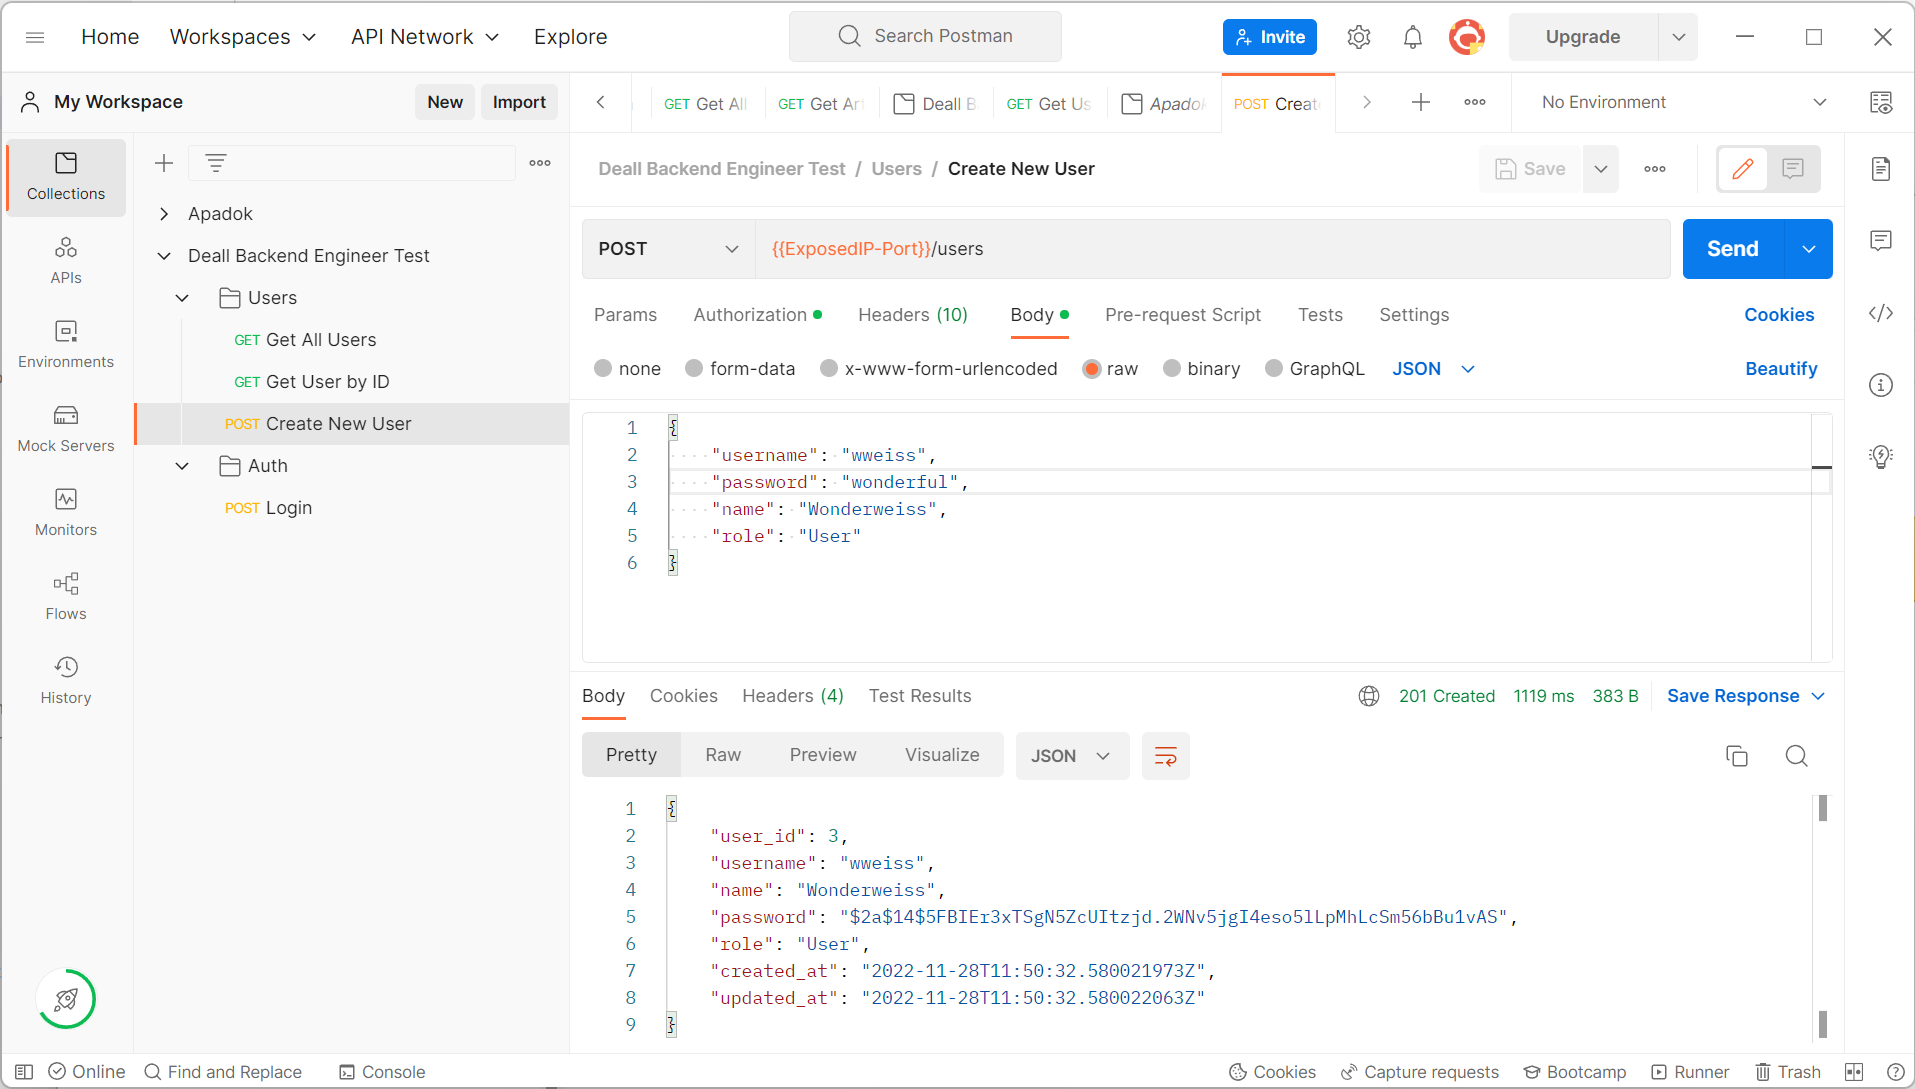 Home Workspaces API Network Explore Search Postman Invite Upgrade
My Workspace New Import GET Get All GET Get Ar Deall B GET Get Us Apadok POST Creat No Environment
Collections
APIs
Environments
Mock Servers
Monitors
Flows
History
Apadok
Deall Backend Engineer Test
Users
GET Get All Users
GET Get User by ID
POST Create New User
Auth
POST Login
Deall Backend Engineer Test / Users / Create New User Save
POST {{ExposedIP-Port}}/users Send
Params Authorization Headers (10) Body Pre-request Script Tests Settings Cookies
none form-data x-www-form-urlencoded raw binary GraphQL JSON Beautify
1 {
2 "username": "wweiss",
3 "password": "wonderful",
4 "name": "Wonderweiss",
5 "role": "User"
6 }
Body Cookies Headers (4) Test Results 201 Created 1119 ms 383 B Save Response
Pretty Raw Preview Visualize JSON
1 {
2 "user_id": 3,
3 "username": "wweiss",
4 "name": "Wonderweiss",
5 "password": "$2a$14$5FBIEr3xTSgN5ZcUItzjd.2WNv5jgI4eso5lLpMhLcSm56bBu1vAS",
6 "role": "User",
7 "created_at": "2022-11-28T11:50:32.580021973Z",
8 "updated_at": "2022-11-28T11:50:32.580022063Z"
9 }
Online Find and Replace Console Cookies Capture requests Bootcamp Runner Trash